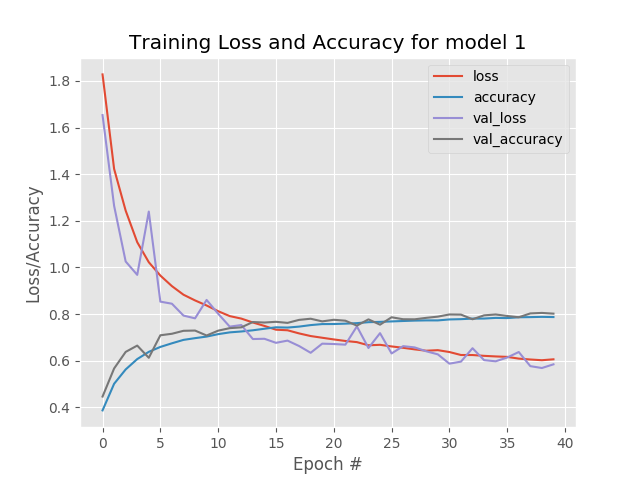 Training Loss and Accuracy for model 1
loss
accuracy
val_loss
val_accuracy
1.8
1.6
1.4
1.2
1.0
0.8
0.6
0.4
Loss/Accuracy
0 5 10 15 20 25 30 35 40
Epoch #